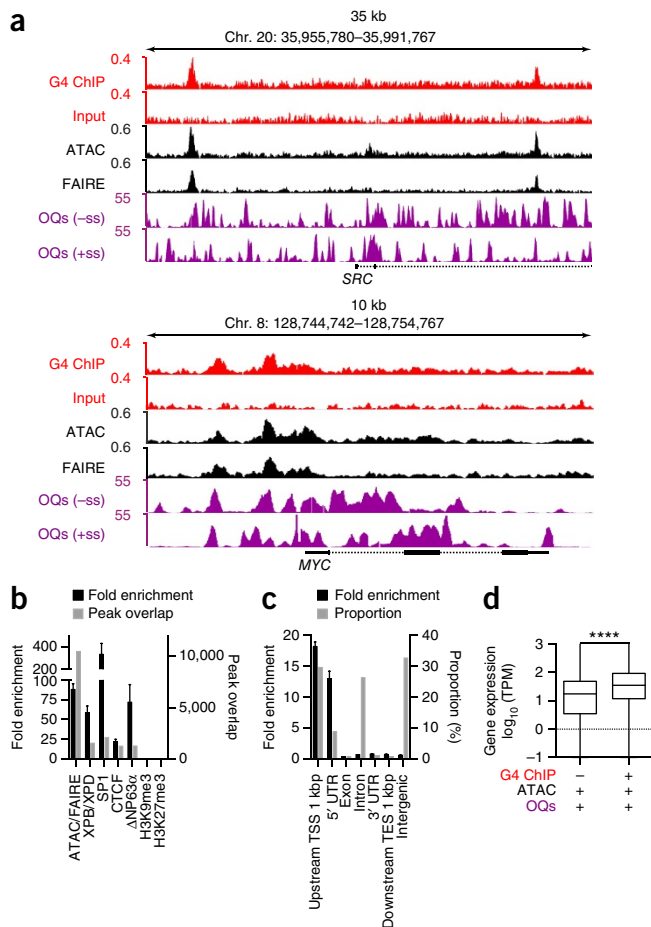 a
35 kb
Chr. 20: 35,955,780–35,991,767
0.4
G4 ChIP
0.4
Input
0.6
ATAC
0.6
FAIRE
55
OQs (–ss)
55
OQs (+ss)
SRC
10 kb
Chr. 8: 128,744,742–128,754,767
0.4
G4 ChIP
0.4
Input
0.6
ATAC
0.6
FAIRE
55
OQs (–ss)
55
OQs (+ss)
MYC
b
Fold enrichment
Peak overlap
Fold enrichment
400
200
100
75
50
25
0
10,000
5,000
0
Peak overlap
ATAC/FAIRE
XPB/XPD
SP1
CTCF
ΔNP63α
H3K9me3
H3K27me3
c
Fold enrichment
Proportion
Fold enrichment
20
15
10
5
0
40
30
20
10
0
Proportion (%)
Upstream TSS 1 kbp
5′ UTR
Exon
Intron
3′ UTR
Downstream TES 1 kbp
Intergenic
d
****
Gene expression
log10 (TPM)
3
2
1
0
–1
G4 ChIP – +
ATAC + +
OQs + +